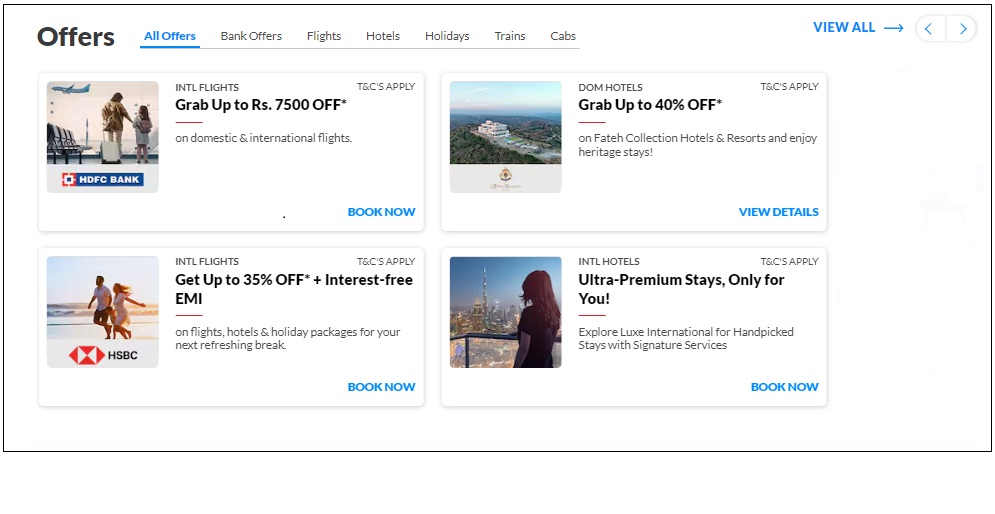 Offers
All Offers Bank Offers Flights Hotels Holidays Trains Cabs
VIEW ALL
INTL FLIGHTS T&C'S APPLY
Grab Up to Rs. 7500 OFF*
on domestic & international flights.
HDFC BANK
BOOK NOW
DOM HOTELS T&C'S APPLY
Grab Up to 40% OFF*
on Fateh Collection Hotels & Resorts and enjoy
heritage stays!
VIEW DETAILS
INTL FLIGHTS T&C'S APPLY
Get Up to 35% OFF* + Interest-free
EMI
on flights, hotels & holiday packages for your
next refreshing break.
HSBC
BOOK NOW
INTL HOTELS T&C'S APPLY
Ultra-Premium Stays, Only for
You!
Explore Luxe International for Handpicked
Stays with Signature Services
BOOK NOW